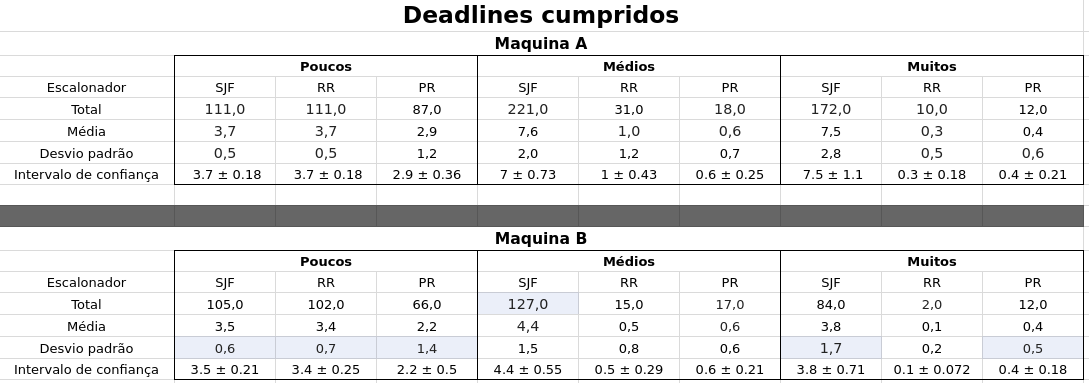 Deadlines cumpridos
Maquina A
Poucos Médios Muitos
Escalonador SJF RR PR SJF RR PR SJF RR PR
Total 111,0 111,0 87,0 221,0 31,0 18,0 172,0 10,0 12,0
Média 3,7 3,7 2,9 7,6 1,0 0,6 7,5 0,3 0,4
Desvio padrão 0,5 0,5 1,2 2,0 1,2 0,7 2,8 0,5 0,6
Intervalo de confiança 3.7 ± 0.18 3.7 ± 0.18 2.9 ± 0.36 7 ± 0.73 1 ± 0.43 0.6 ± 0.25 7.5 ± 1.1 0.3 ± 0.18 0.4 ± 0.21
Maquina B
Poucos Médios Muitos
Escalonador SJF RR PR SJF RR PR SJF RR PR
Total 105,0 102,0 66,0 127,0 15,0 17,0 84,0 2,0 12,0
Média 3,5 3,4 2,2 4,4 0,5 0,6 3,8 0,1 0,4
Desvio padrão 0,6 0,7 1,4 1,5 0,8 0,6 1,7 0,2 0,5
Intervalo de confiança 3.5 ± 0.21 3.4 ± 0.25 2.2 ± 0.5 4.4 ± 0.55 0.5 ± 0.29 0.6 ± 0.21 3.8 ± 0.71 0.1 ± 0.072 0.4 ± 0.18